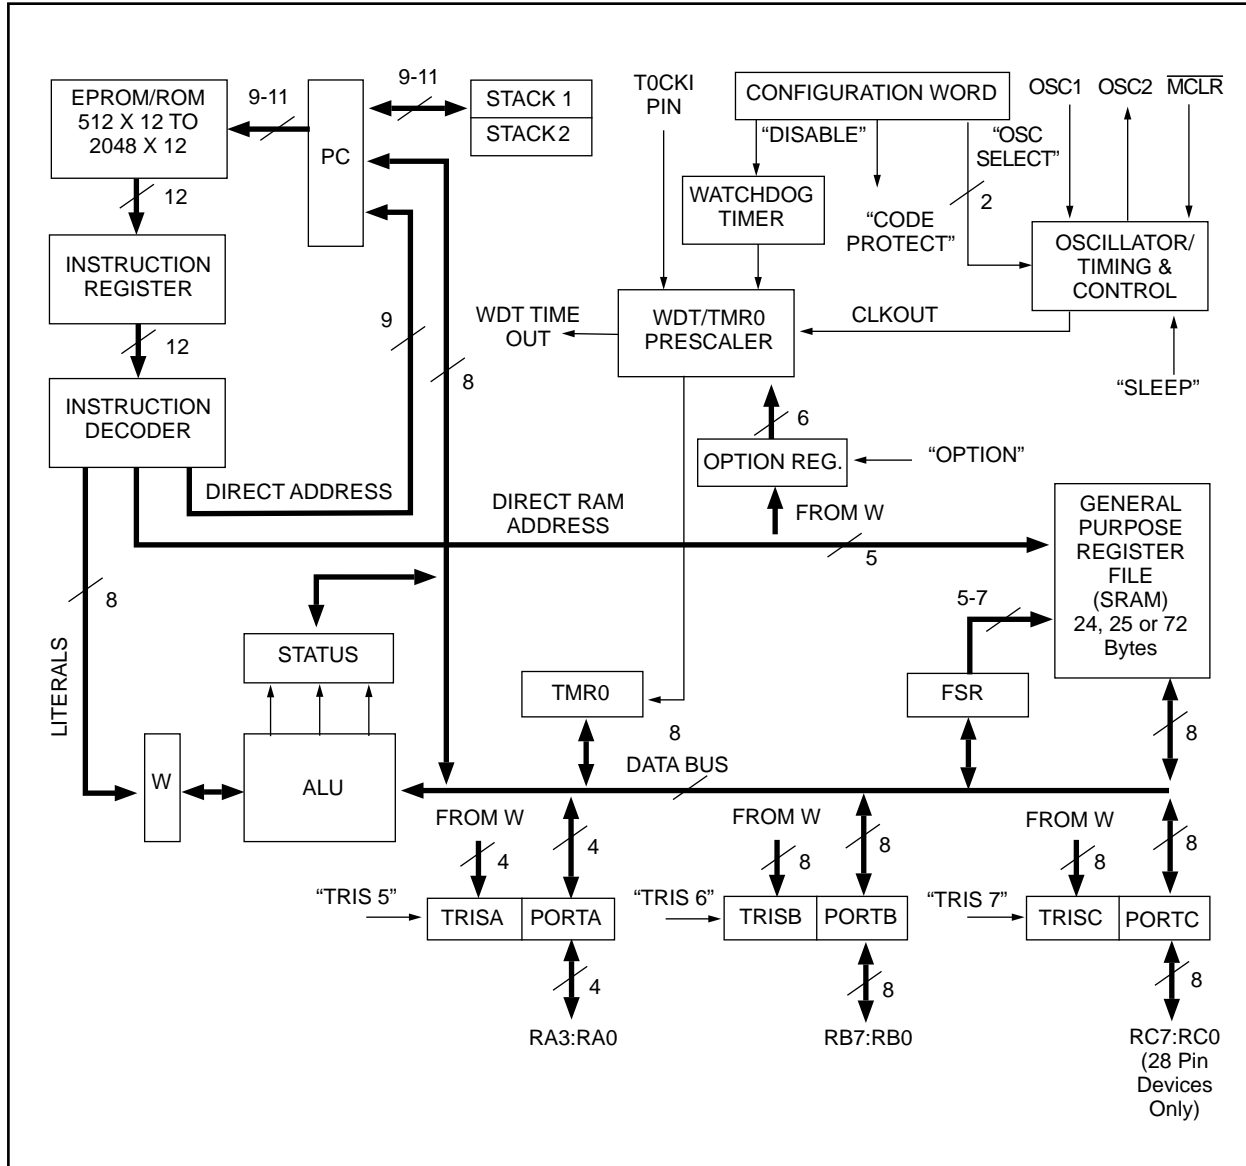 EPROM/ROM
512 X 12 TO
2048 X 12
9-11
PC
9-11
STACK 1
STACK 2
T0CKI
PIN
CONFIGURATION WORD
OSC1
OSC2
MCLR
“DISABLE”
“OSC
SELECT”
2
12
WATCHDOG
TIMER
“CODE
PROTECT”
OSCILLATOR/
TIMING &
CONTROL
INSTRUCTION
REGISTER
9
WDT TIME
OUT
WDT/TMR0
PRESCALER
CLKOUT
12
8
“SLEEP”
INSTRUCTION
DECODER
6
OPTION REG.
“OPTION”
DIRECT ADDRESS
DIRECT RAM
ADDRESS
FROM W
5
GENERAL
PURPOSE
REGISTER
FILE
(SRAM)
24, 25 or 72
Bytes
8
LITERALS
5-7
STATUS
TMR0
FSR
8
8
W
ALU
DATA BUS
FROM W
4
4
FROM W
8
8
FROM W
8
8
“TRIS 5”
TRISA
PORTA
“TRIS 6”
TRISB
PORTB
“TRIS 7”
TRISC
PORTC
4
8
8
RA3:RA0
RB7:RB0
RC7:RC0
(28 Pin
Devices
Only)